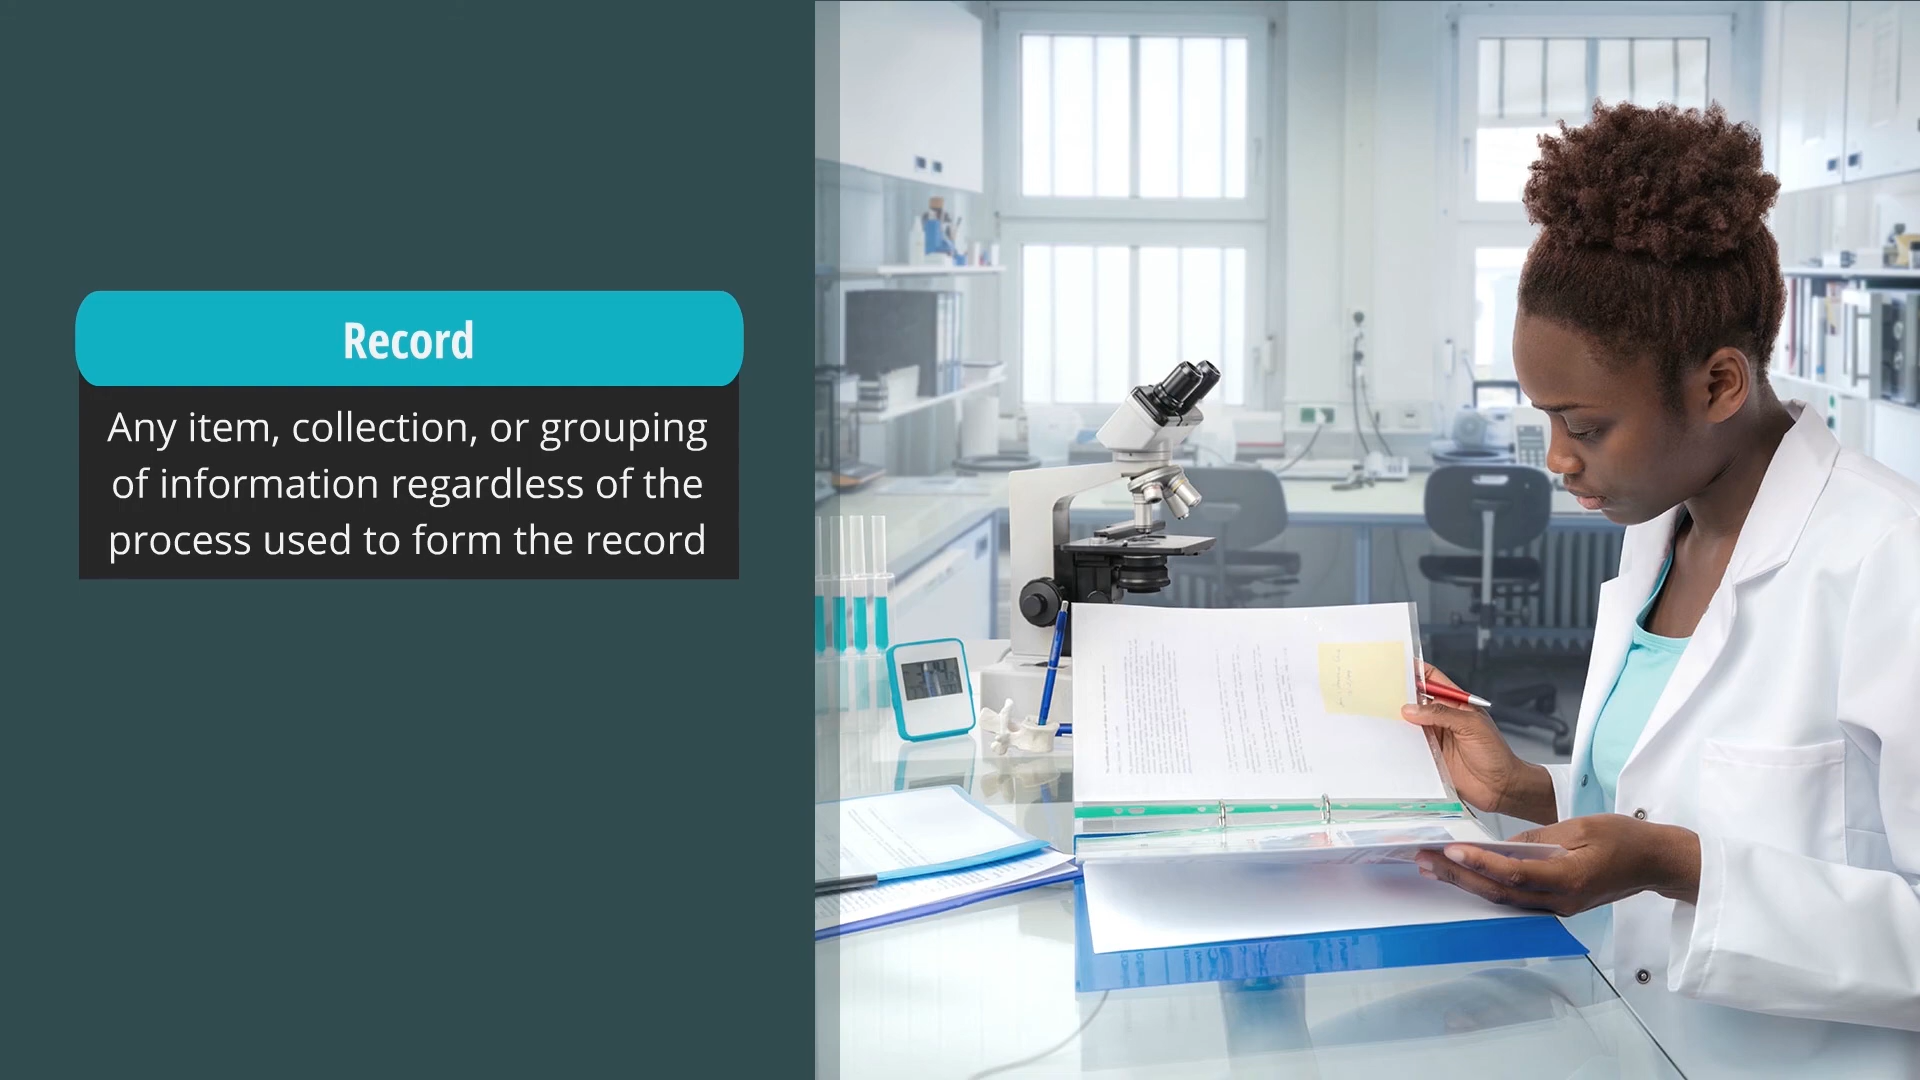 Record
Any item, collection, or grouping
of information regardless of the
process used to form the record